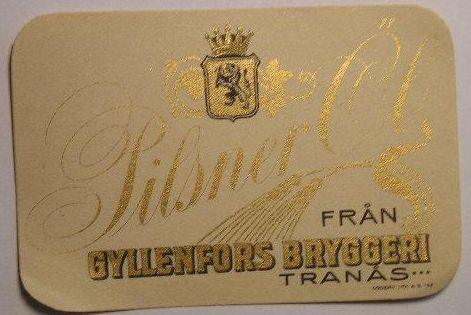 Pilsner Öl
FRÅN
GYLLENFORS BRYGGERI
TRANÅS...